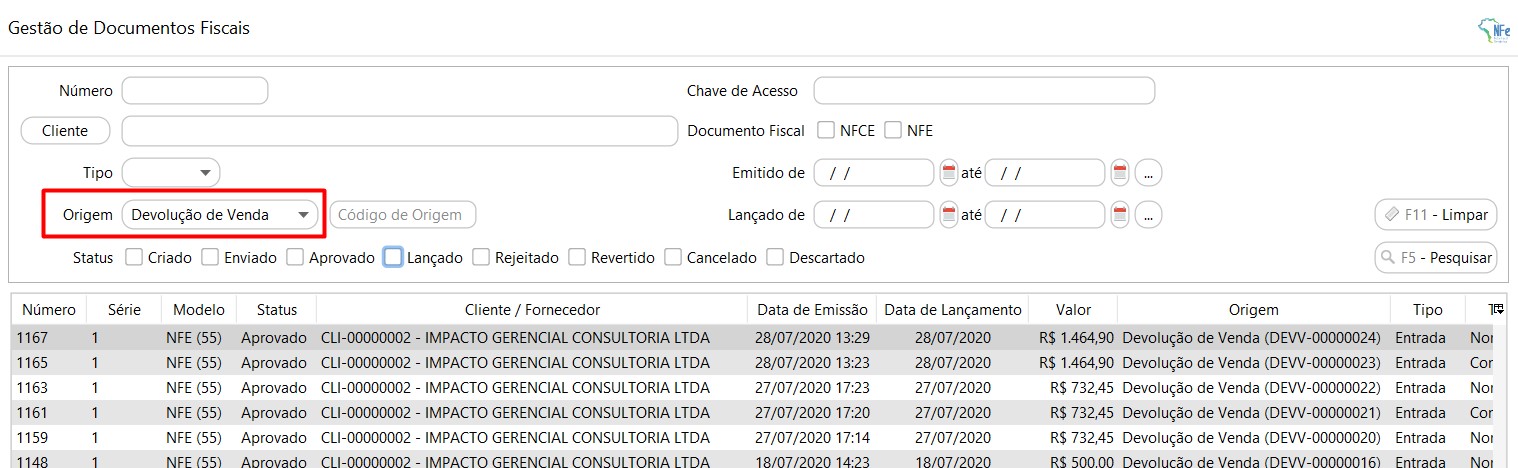 Gestão de Documentos Fiscais
NFe
Número Chave de Acesso
Cliente Documento Fiscal NFCE NFE
Tipo Emitido de / / até / / ...
Origem Devolução de Venda Código de Origem Lançado de / / até / / ... F11 - Limpar
Status Criado Enviado Aprovado Lançado Rejeitado Revertido Cancelado Descartado F5 - Pesquisar
Número Série Modelo Status Cliente / Fornecedor Data de Emissão Data de Lançamento Valor Origem Tipo
1167 1 NFE (55) Aprovado CLI-00000002 - IMPACTO GERENCIAL CONSULTORIA LTDA 28/07/2020 13:29 28/07/2020 R$ 1.464,90 Devolução de Venda (DEVV-00000024) Entrada Nor
1165 1 NFE (55) Aprovado CLI-00000002 - IMPACTO GERENCIAL CONSULTORIA LTDA 28/07/2020 13:23 28/07/2020 R$ 1.464,90 Devolução de Venda (DEVV-00000023) Entrada Cor
1163 1 NFE (55) Aprovado CLI-00000002 - IMPACTO GERENCIAL CONSULTORIA LTDA 27/07/2020 17:23 27/07/2020 R$ 732,45 Devolução de Venda (DEVV-00000022) Entrada Nor
1161 1 NFE (55) Aprovado CLI-00000002 - IMPACTO GERENCIAL CONSULTORIA LTDA 27/07/2020 17:20 27/07/2020 R$ 732,45 Devolução de Venda (DEVV-00000021) Entrada Cor
1159 1 NFE (55) Aprovado CLI-00000002 - IMPACTO GERENCIAL CONSULTORIA LTDA 27/07/2020 17:14 27/07/2020 R$ 732,45 Devolução de Venda (DEVV-00000020) Entrada Nor
1148 1 NFE (55) Aprovado CLI-00000002 - IMPACTO GERENCIAL CONSULTORIA LTDA 18/07/2020 14:23 18/07/2020 R$ 500,00 Devolução de Venda (DEVV-00000016) Entrada Nor